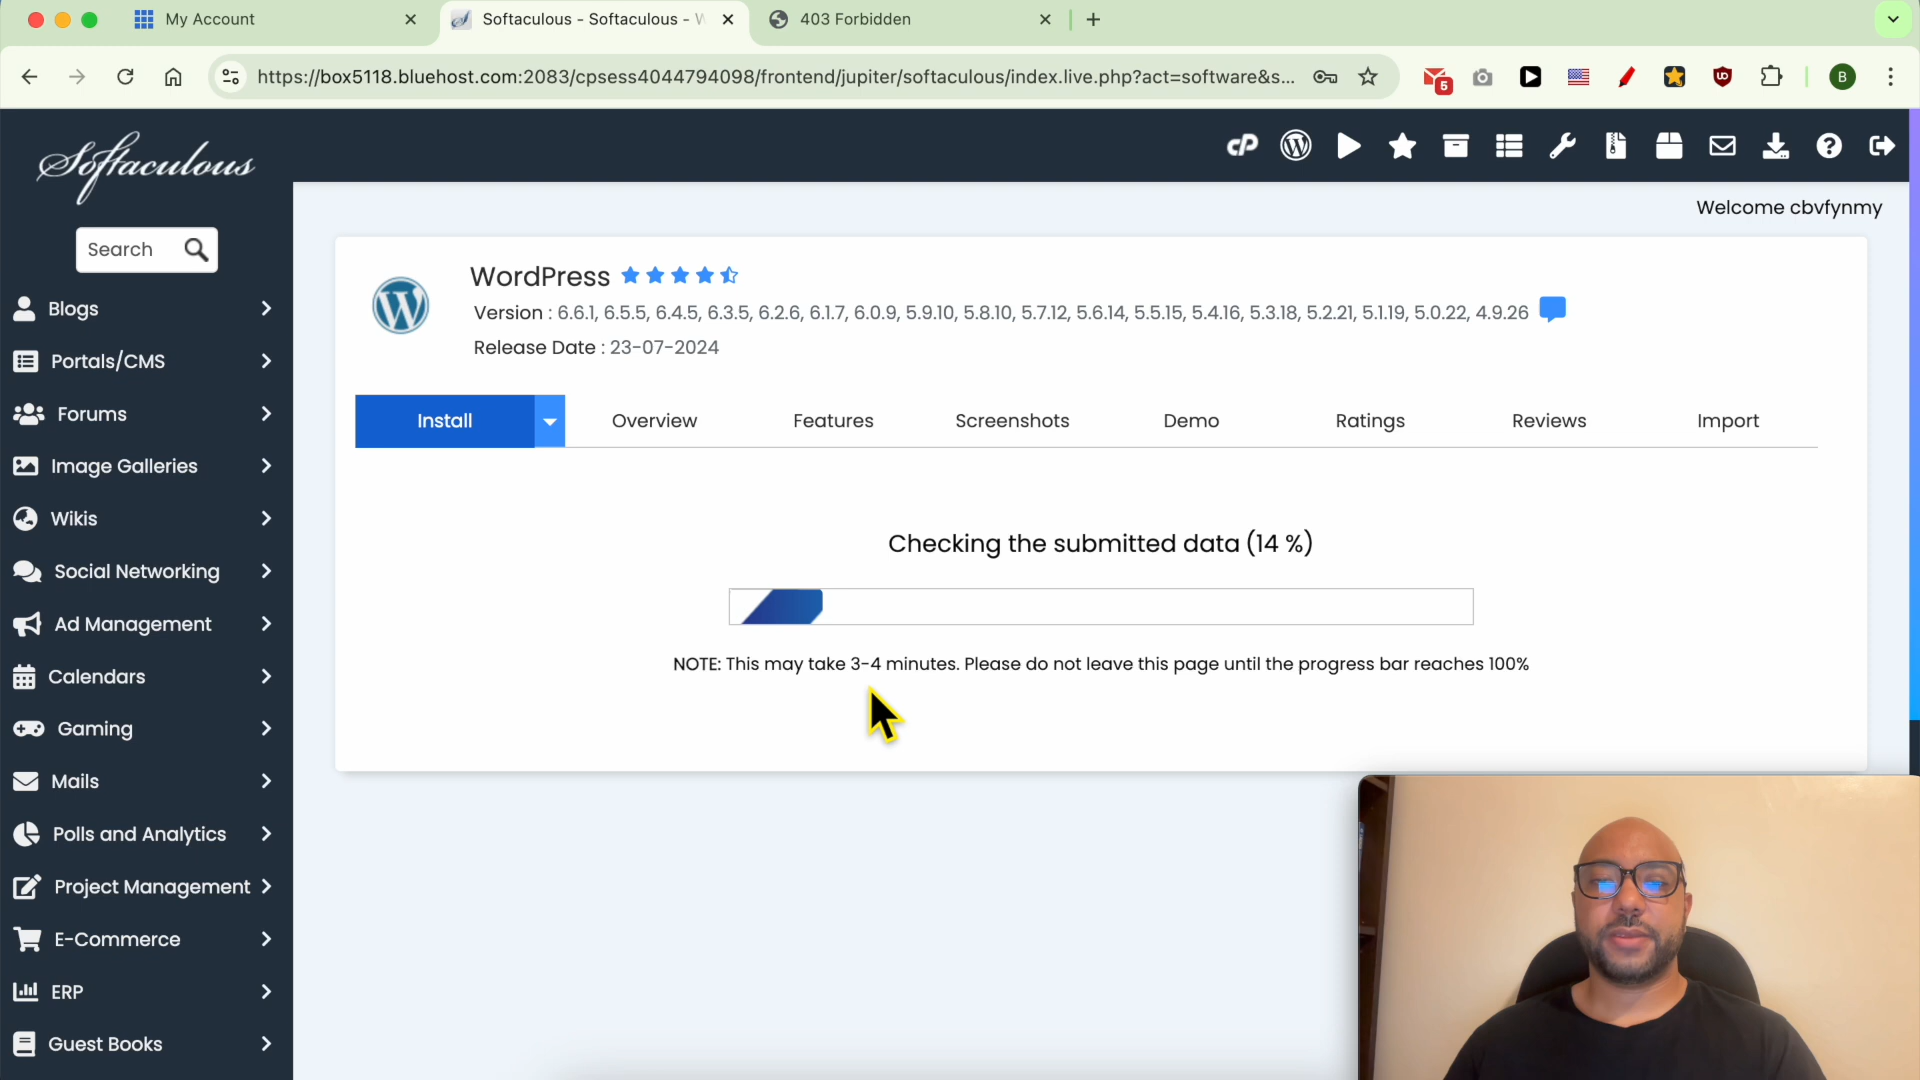 My Account
Softaculous - Softaculous - W
403 Forbidden
https://box5118.bluehost.com:2083/cpsess4044794098/frontend/jupiter/softaculous/index.live.php?act=software&s...
5
B
Softaculous
cP
Welcome cbvfynmy
Search
Blogs
Portals/CMS
Forums
Image Galleries
Wikis
Social Networking
Ad Management
Calendars
Gaming
Mails
Polls and Analytics
Project Management
E-Commerce
ERP
Guest Books
WordPress
Version : 6.6.1, 6.5.5, 6.4.5, 6.3.5, 6.2.6, 6.1.7, 6.0.9, 5.9.10, 5.8.10, 5.7.12, 5.6.14, 5.5.15, 5.4.16, 5.3.18, 5.2.21, 5.1.19, 5.0.22, 4.9.26
Release Date : 23-07-2024
Install Overview Features Screenshots Demo Ratings Reviews Import
Checking the submitted data (14 %)
NOTE: This may take 3-4 minutes. Please do not leave this page until the progress bar reaches 100%